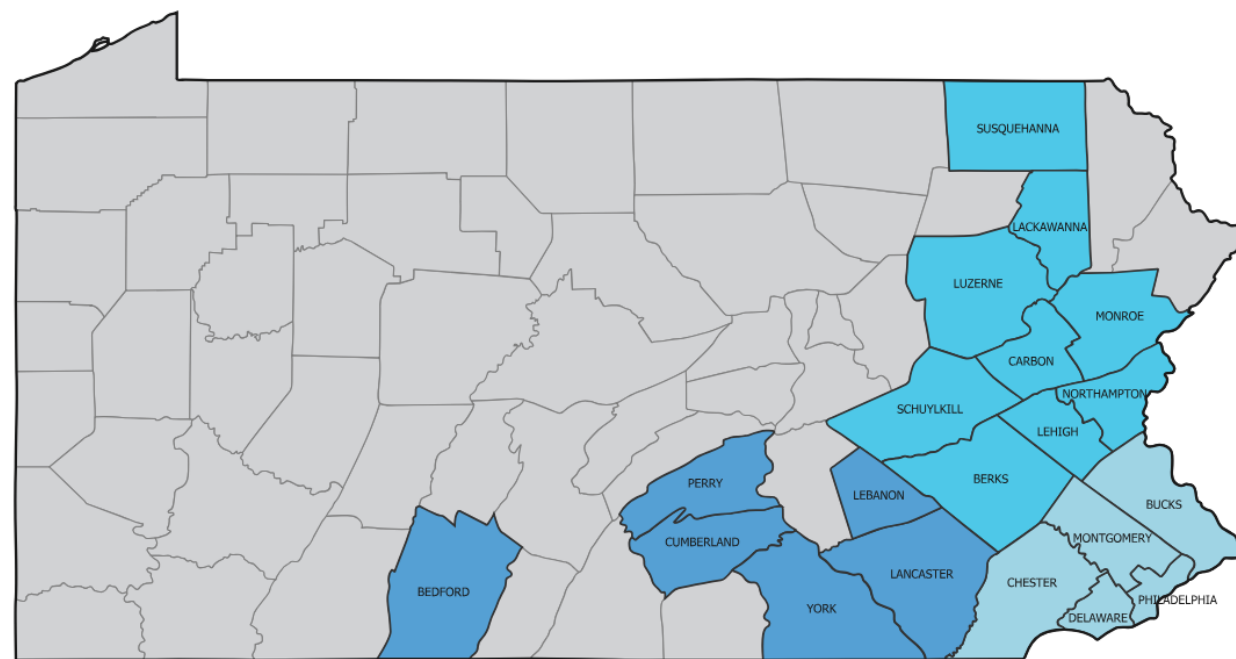 SUSQUEHANNA
LACKAWANNA
LUZERNE
MONROE
CARBON
NORTHAMPTON
SCHUYLKILL
LEHIGH
BERKS
PERRY
LEBANON
BUCKS
CUMBERLAND
MONTGOMERY
LANCASTER
CHESTER
BEDFORD
PHILADELPHIA
YORK
DELAWARE